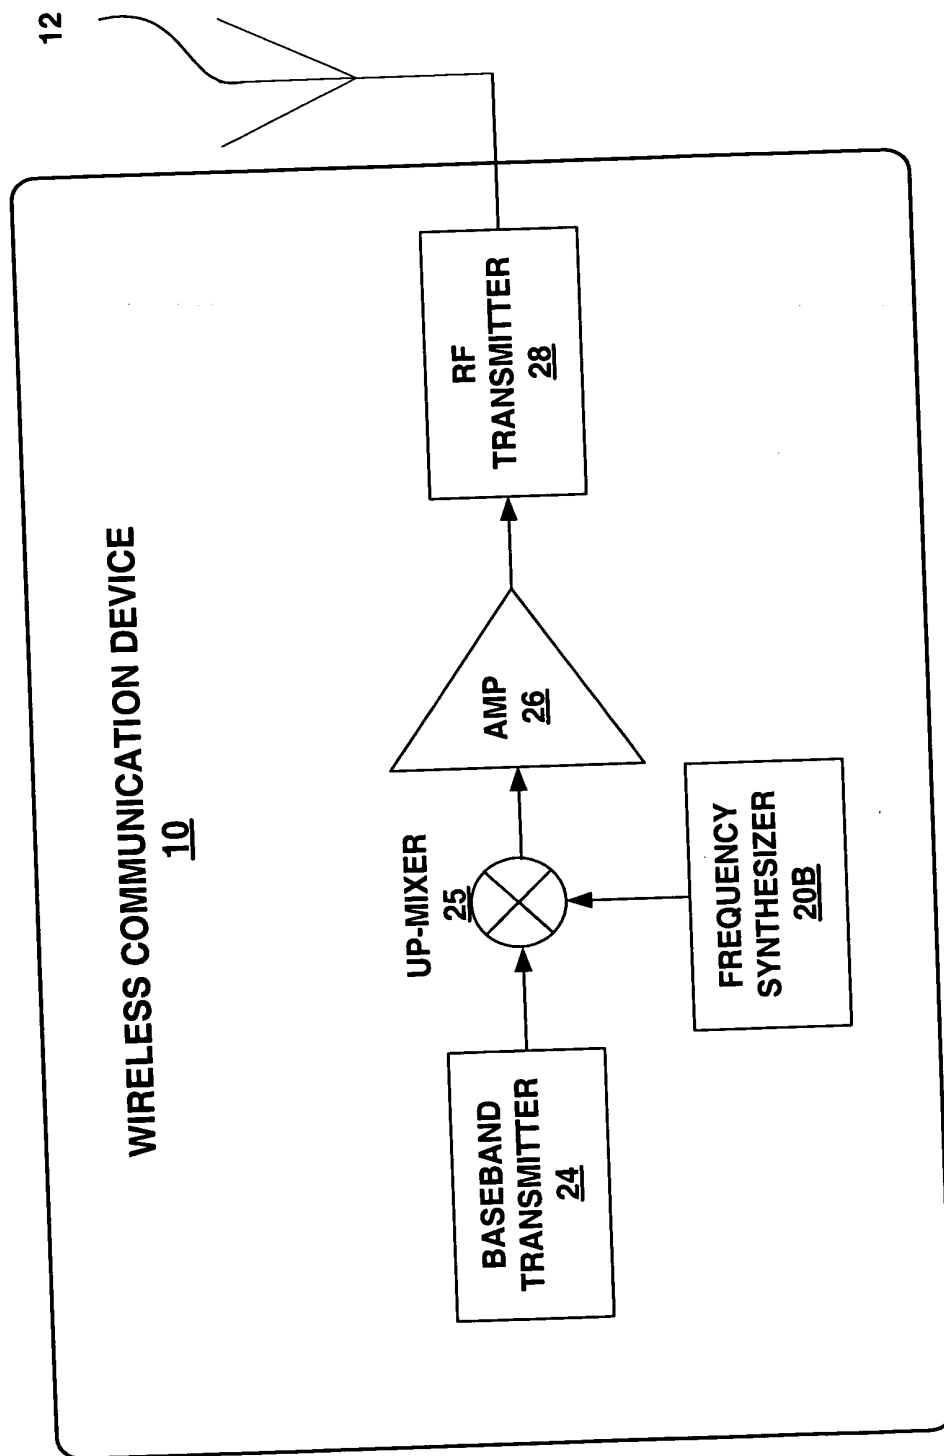 WIRELESS COMMUNICATION DEVICE
10
12
BASEBAND
TRANSMITTER
24
UP-MIXER
25
FREQUENCY
SYNTHESIZER
20B
AMP
26
RF
TRANSMITTER
28